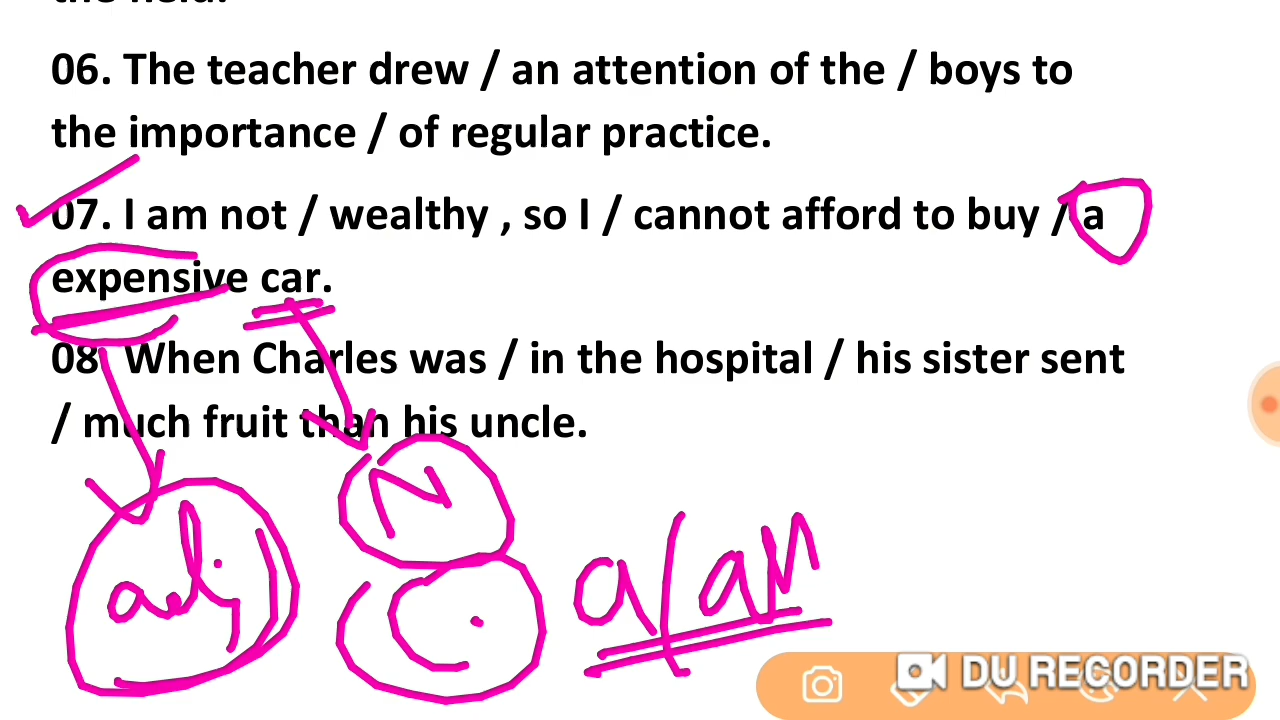 the field.
06. The teacher drew / an attention of the / boys to
the importance / of regular practice.
07. I am not / wealthy , so I / cannot afford to buy / a
expensive car.
08. When Charles was / in the hospital / his sister sent
/ much fruit than his uncle.
adj
N
C.
a/an
DU RECORDER